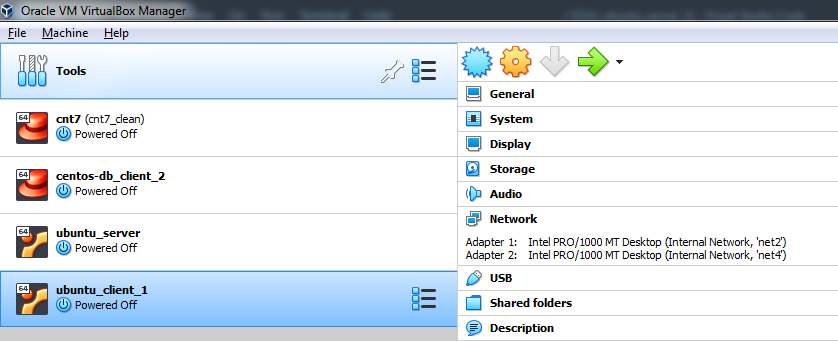 Oracle VM VirtualBox Manager
File Machine Help
Tools
64
cnt7 (cnt7_clean)
Powered Off
64
centos-db_client_2
Powered Off
64
ubuntu_server
Powered Off
64
ubuntu_client_1
Powered Off
General
System
Display
Storage
Audio
Network
Adapter 1: Intel PRO/1000 MT Desktop (Internal Network, 'net2')
Adapter 2: Intel PRO/1000 MT Desktop (Internal Network, 'net4')
USB
Shared folders
Description